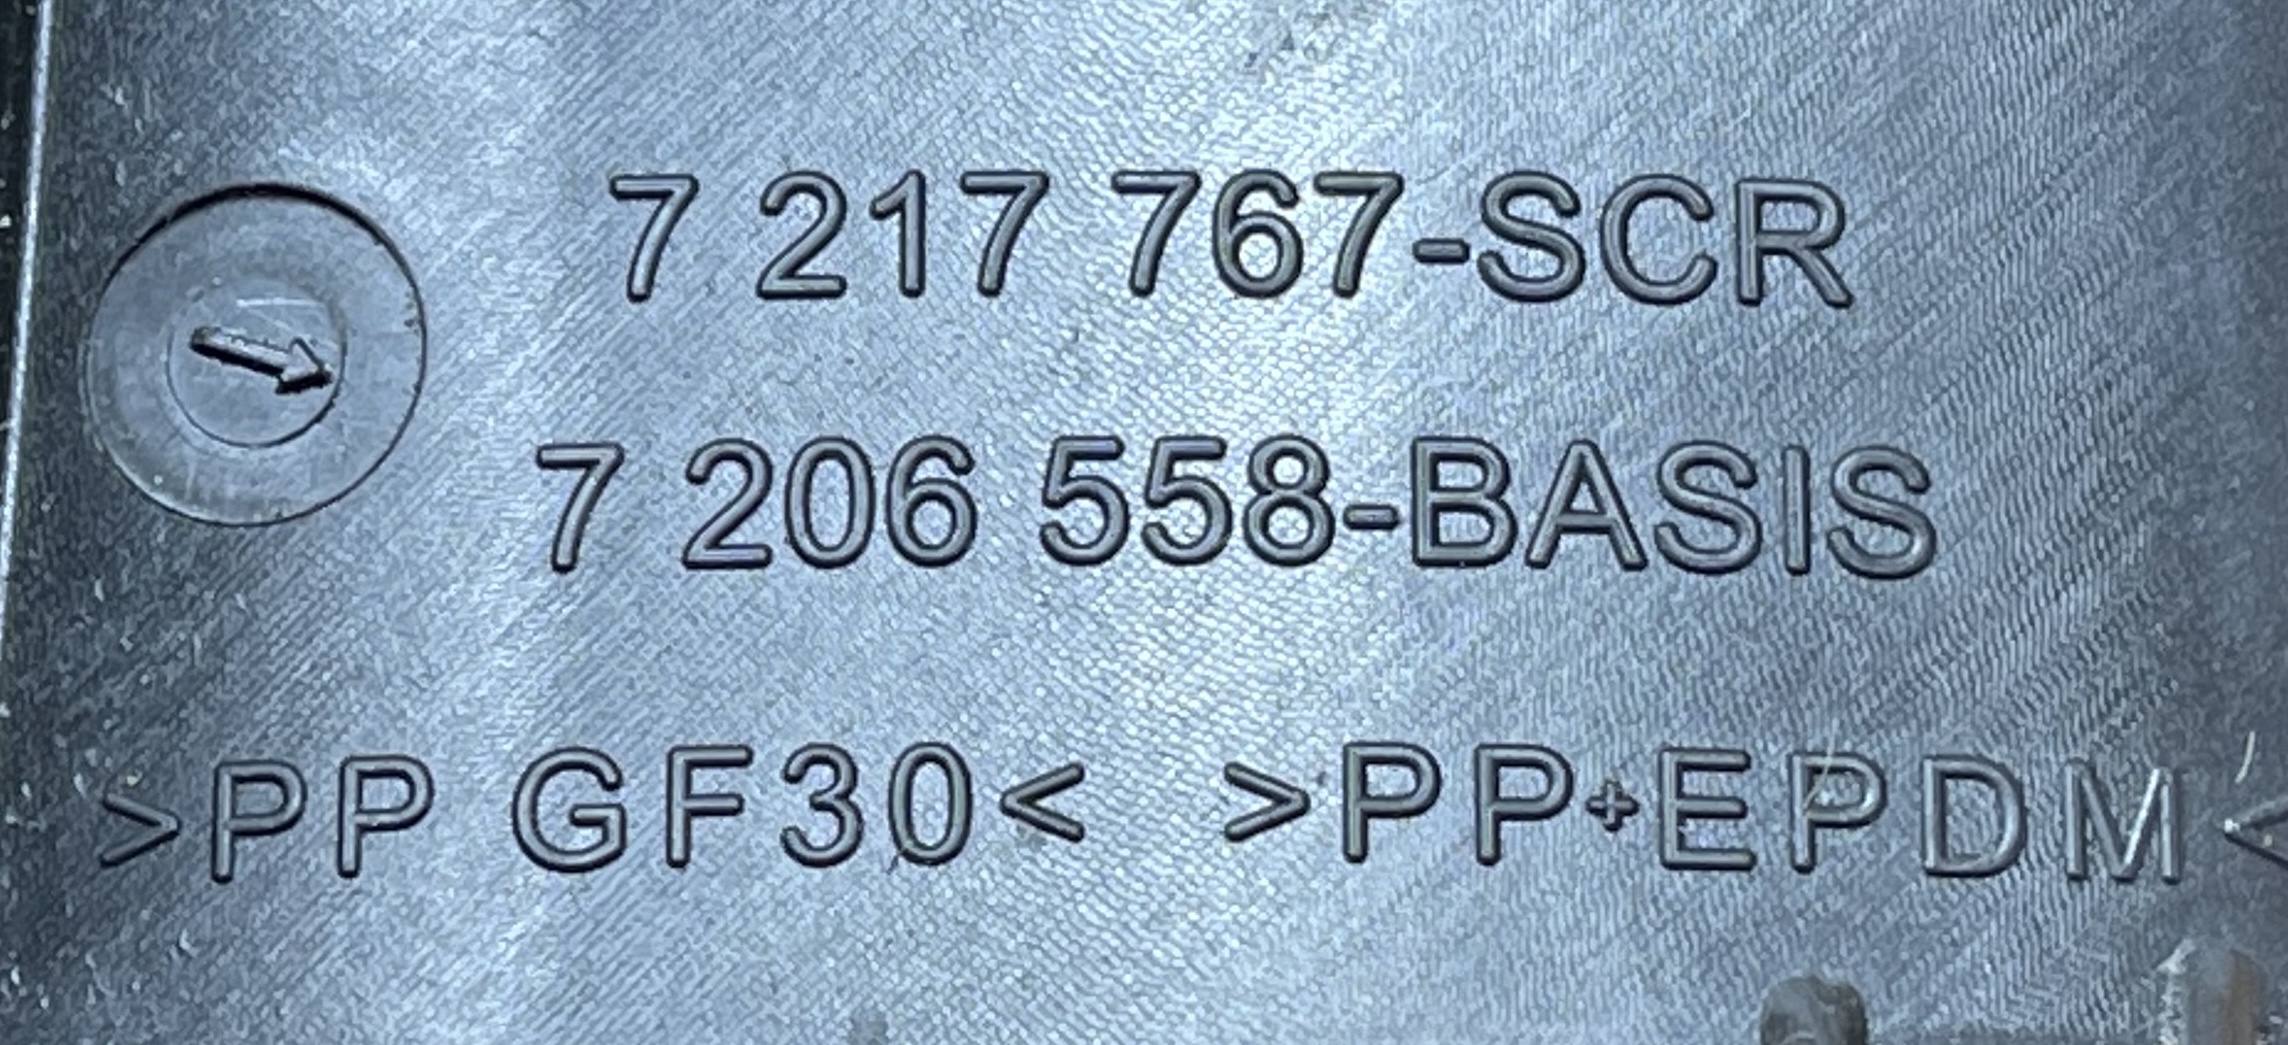 7 217 767-SCR
7 206 558-BASIS
>PP GF30< >PP+EPDM<